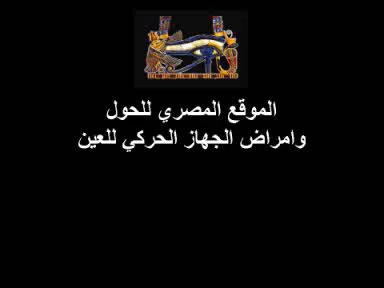 الموقع المصري للحول
وامراض الجهاز الحركي للعين